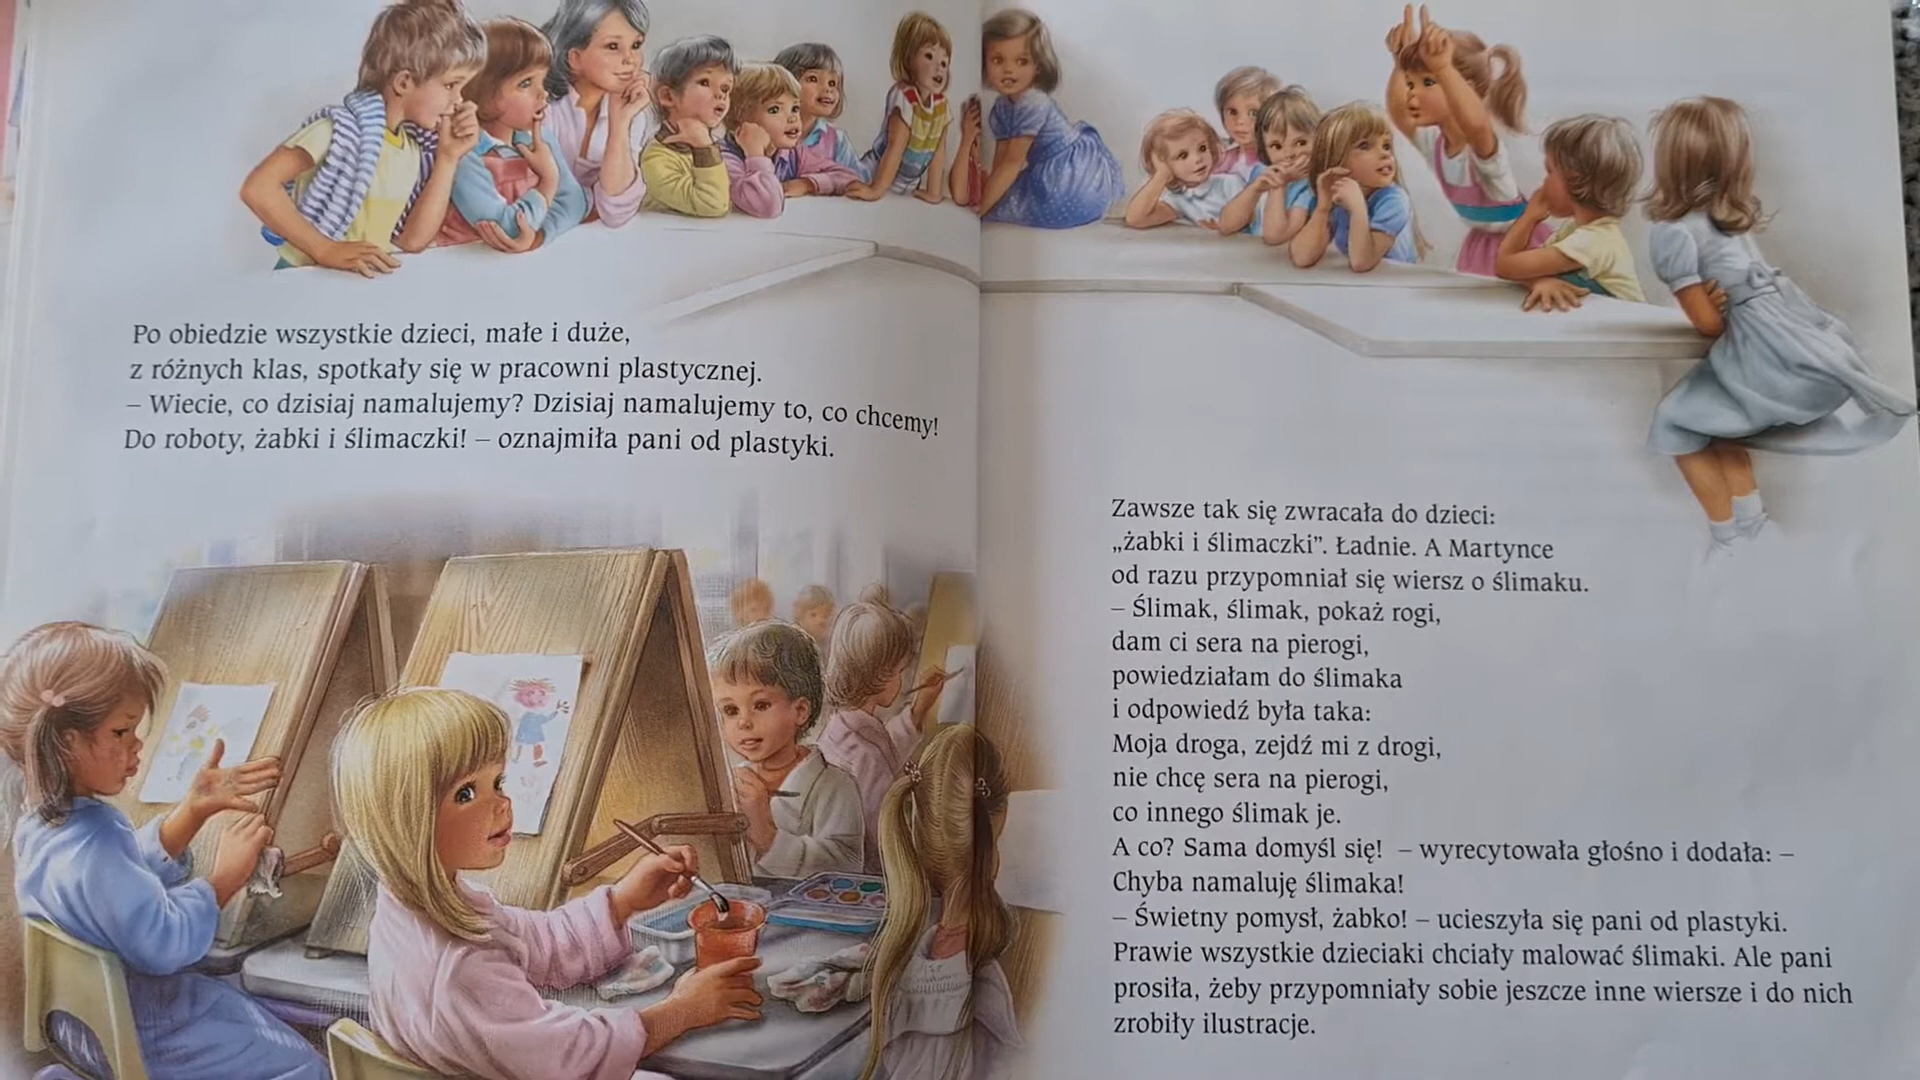 Po obiedzie wszystkie dzieci, małe i duże,
z różnych klas, spotkały się w pracowni plastycznej.
– Wiecie, co dzisiaj namalujemy? Dzisiaj namalujemy to, co chcemy!
Do roboty, żabki i ślimaczki! – oznajmiła pani od plastyki.
Zawsze tak się zwracała do dzieci:
„żabki i ślimaczki”. Ładnie. A Martynce
od razu przypomniał się wiersz o ślimaku.
– Ślimak, ślimak, pokaż rogi,
dam ci sera na pierogi,
powiedziałam do ślimaka
i odpowiedź była taka:
Moja droga, zejdź mi z drogi,
nie chcę sera na pierogi,
co innego ślimak je.
A co? Sama domyśl się! – wyrecytowała głośno i dodała: –
Chyba namaluję ślimaka!
– Świetny pomysł, żabko! – ucieszyła się pani od plastyki.
Prawie wszystkie dzieciaki chciały malować ślimaki. Ale pani
prosiła, żeby przypomniały sobie jeszcze inne wiersze i do nich
zrobiły ilustracje.